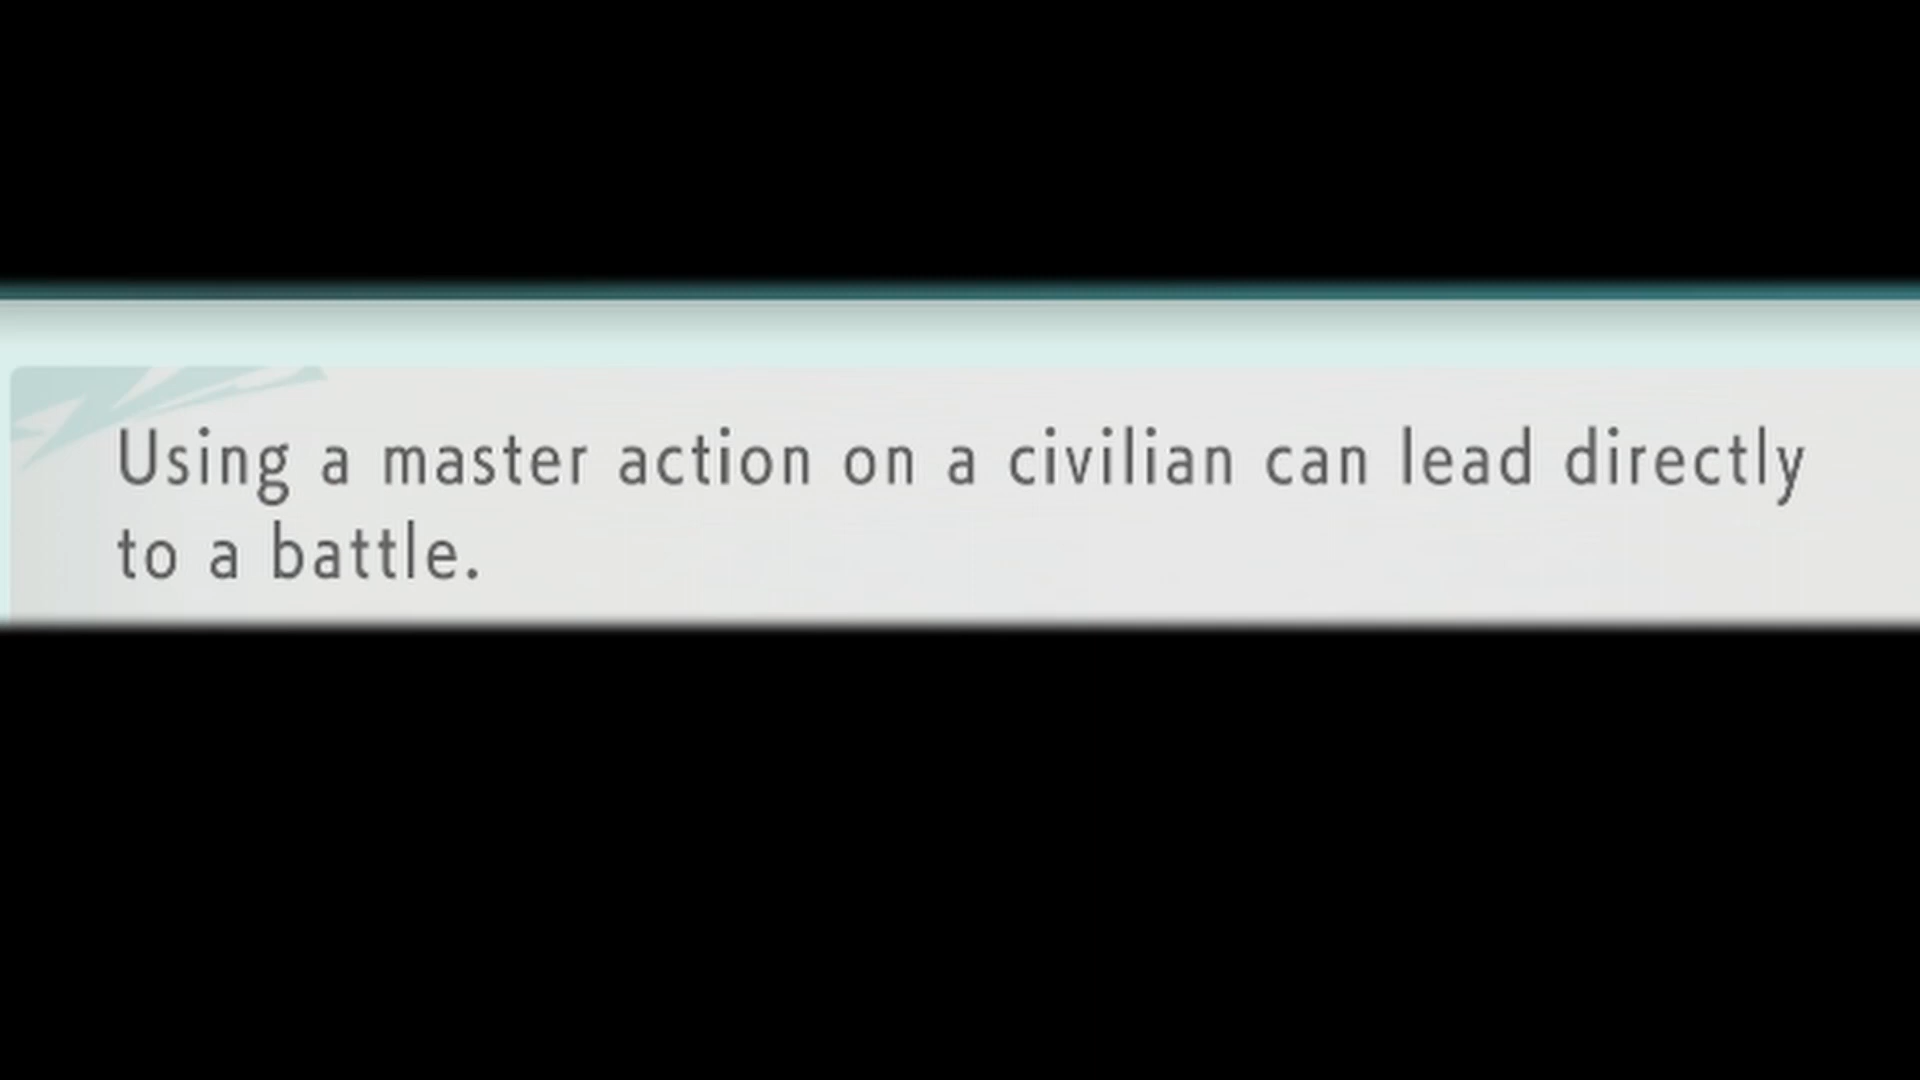 Using a master action on a civilian can lead directly
to a battle.